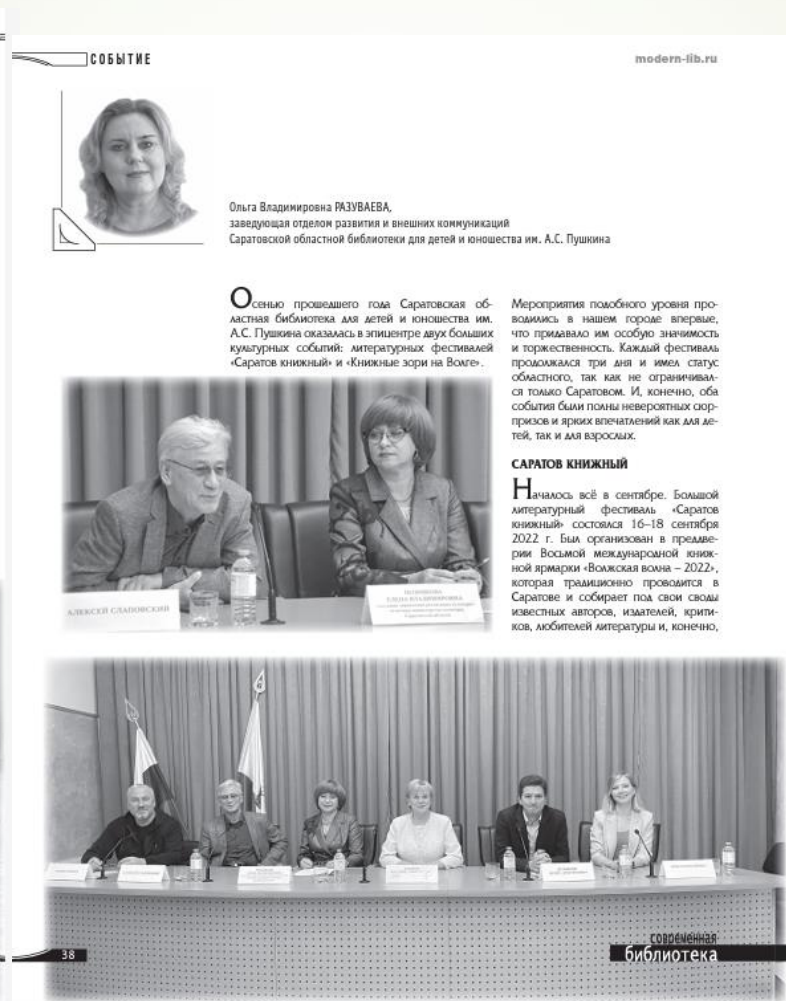 СОБЫТИЕ
modern-lib.ru
Ольга Владимировна РАЗУВАЕВА,
заведующая отделом развития и внешних коммуникаций
Саратовской областной библиотеки для детей и юношества им. А.С. Пушкина
Осенью прошедшего года Саратовская об-
ластная библиотека для детей и юношества им.
А.С. Пушкина оказалась в эпицентре двух больших
культурных событий: литературных фестивалей
«Саратов книжный» и «Книжные зори на Волге».
Мероприятия подобного уровня про-
водились в нашем городе впервые,
что придавало им особую значимость
и торжественность. Каждый фестиваль
продолжался три дня и имел статус
областного, так как не ограничивал-
ся только Саратовом. И, конечно, оба
события были полны невероятных сюр-
призов и ярких впечатлений как для де-
тей, так и для взрослых.
САРАТОВ КНИЖНЫЙ
Началось всё в сентябре. Большой
литературный фестиваль «Саратов
книжный» состоялся 16–18 сентября
2022 г. Был организован в преддве-
рии Восьмой международной книж-
ной ярмарки «Волжская волна – 2022»,
которая традиционно проводится в
Саратове и собирает под свои своды
известных авторов, издателей, крити-
ков, любителей литературы и, конечно,
АЛЕКСЕЙ СЛАПОВСКИЙ
ЕЛЕНА ВЛАДИМИРОВНА
38
современная
библиотека